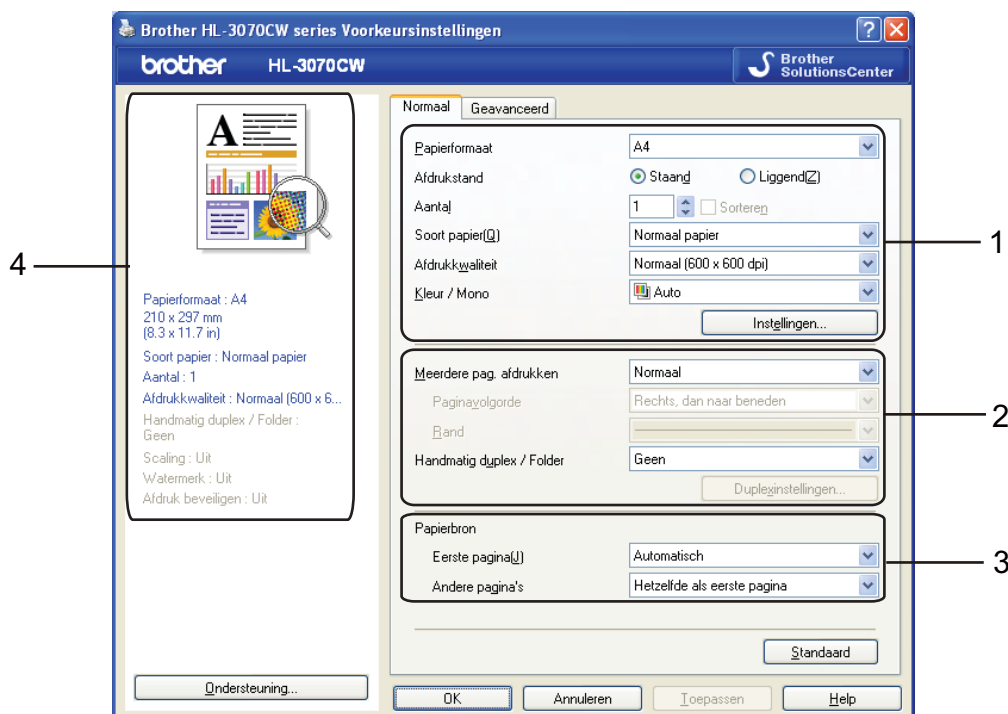 Brother HL-3070CW series Voorkeursinstellingen
brother HL-3070CW
Brother
SolutionsCenter
A
Papierformaat : A4
210 x 297 mm
(8.3 x 11.7 in)
Soort papier : Normaal papier
Aantal : 1
Afdrukkwaliteit : Normaal (600 x 6...
Handmatig duplex / Folder :
Geen
Scaling : Uit
Watermerk : Uit
Afdruk beveiligen : Uit
Ondersteuning...
4
Normaal Geavanceerd
Papierformaat A4
Afdrukstand Staand Liggend(Z)
Aantal 1 Sorteren
Soort papier(Q) Normaal papier
Afdrukkwaliteit Normaal (600 x 600 dpi)
Kleur / Mono Auto
Instellingen...
1
Meerdere pag. afdrukken Normaal
Paginavolgorde Rechts, dan naar beneden
Rand
Handmatig duplex / Folder Geen
Duplexinstellingen...
2
Papierbron
Eerste pagina(J) Automatisch
Andere pagina's Hetzelfde als eerste pagina
3
Standaard
OK Annuleren Toepassen Help